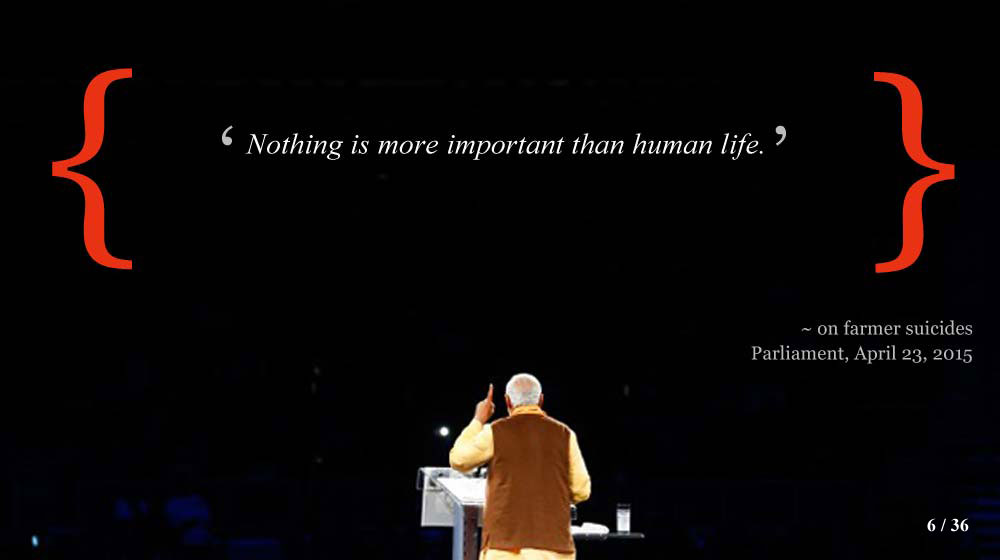 { ‘ Nothing is more important than human life. ’ }
~ on farmer suicides
Parliament, April 23, 2015
6 / 36